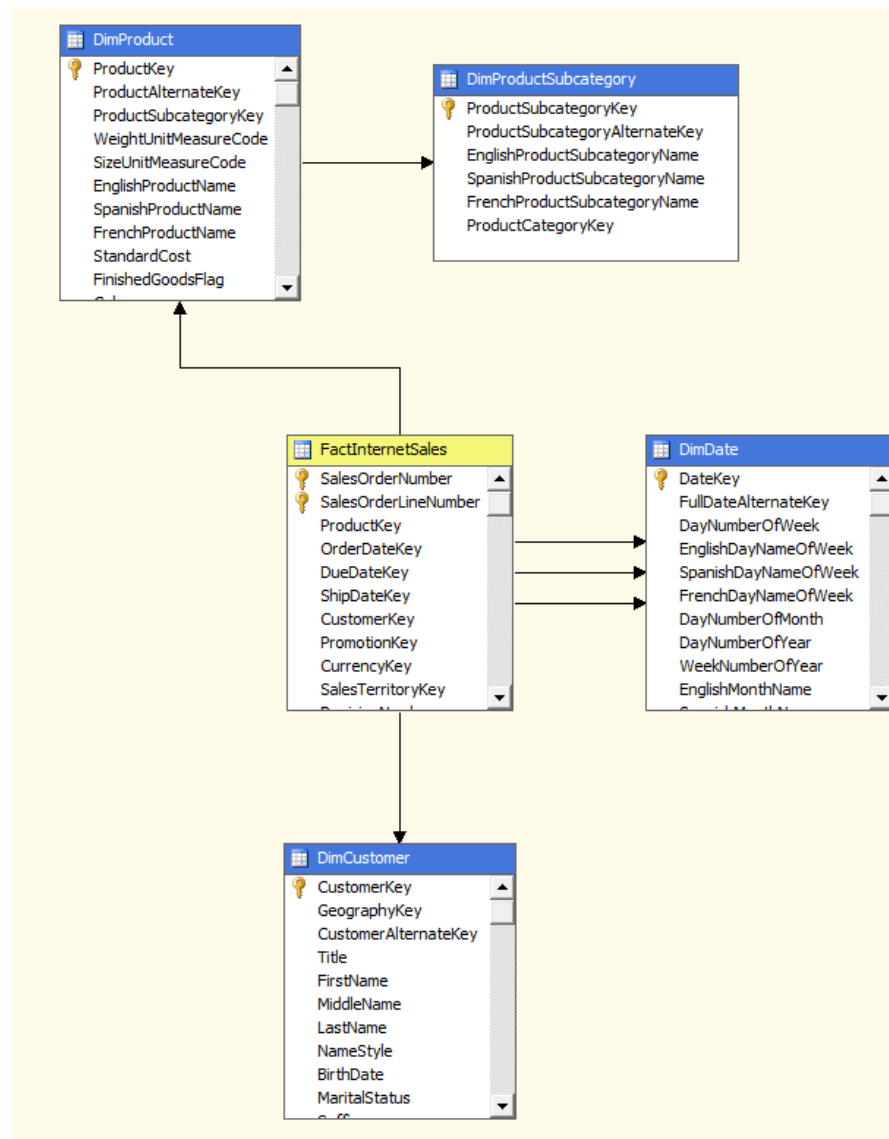 DimProduct
ProductKey
ProductAlternateKey
ProductSubcategoryKey
WeightUnitMeasureCode
SizeUnitMeasureCode
EnglishProductName
SpanishProductName
FrenchProductName
StandardCost
FinishedGoodsFlag
DimProductSubcategory
ProductSubcategoryKey
ProductSubcategoryAlternateKey
EnglishProductSubcategoryName
SpanishProductSubcategoryName
FrenchProductSubcategoryName
ProductCategoryKey
FactInternetSales
SalesOrderNumber
SalesOrderLineNumber
ProductKey
OrderDateKey
DueDateKey
ShipDateKey
CustomerKey
PromotionKey
CurrencyKey
SalesTerritoryKey
DimDate
DateKey
FullDateAlternateKey
DayNumberOfWeek
EnglishDayNameOfWeek
SpanishDayNameOfWeek
FrenchDayNameOfWeek
DayNumberOfMonth
DayNumberOfYear
WeekNumberOfYear
EnglishMonthName
DimCustomer
CustomerKey
GeographyKey
CustomerAlternateKey
Title
FirstName
MiddleName
LastName
NameStyle
BirthDate
MaritalStatus